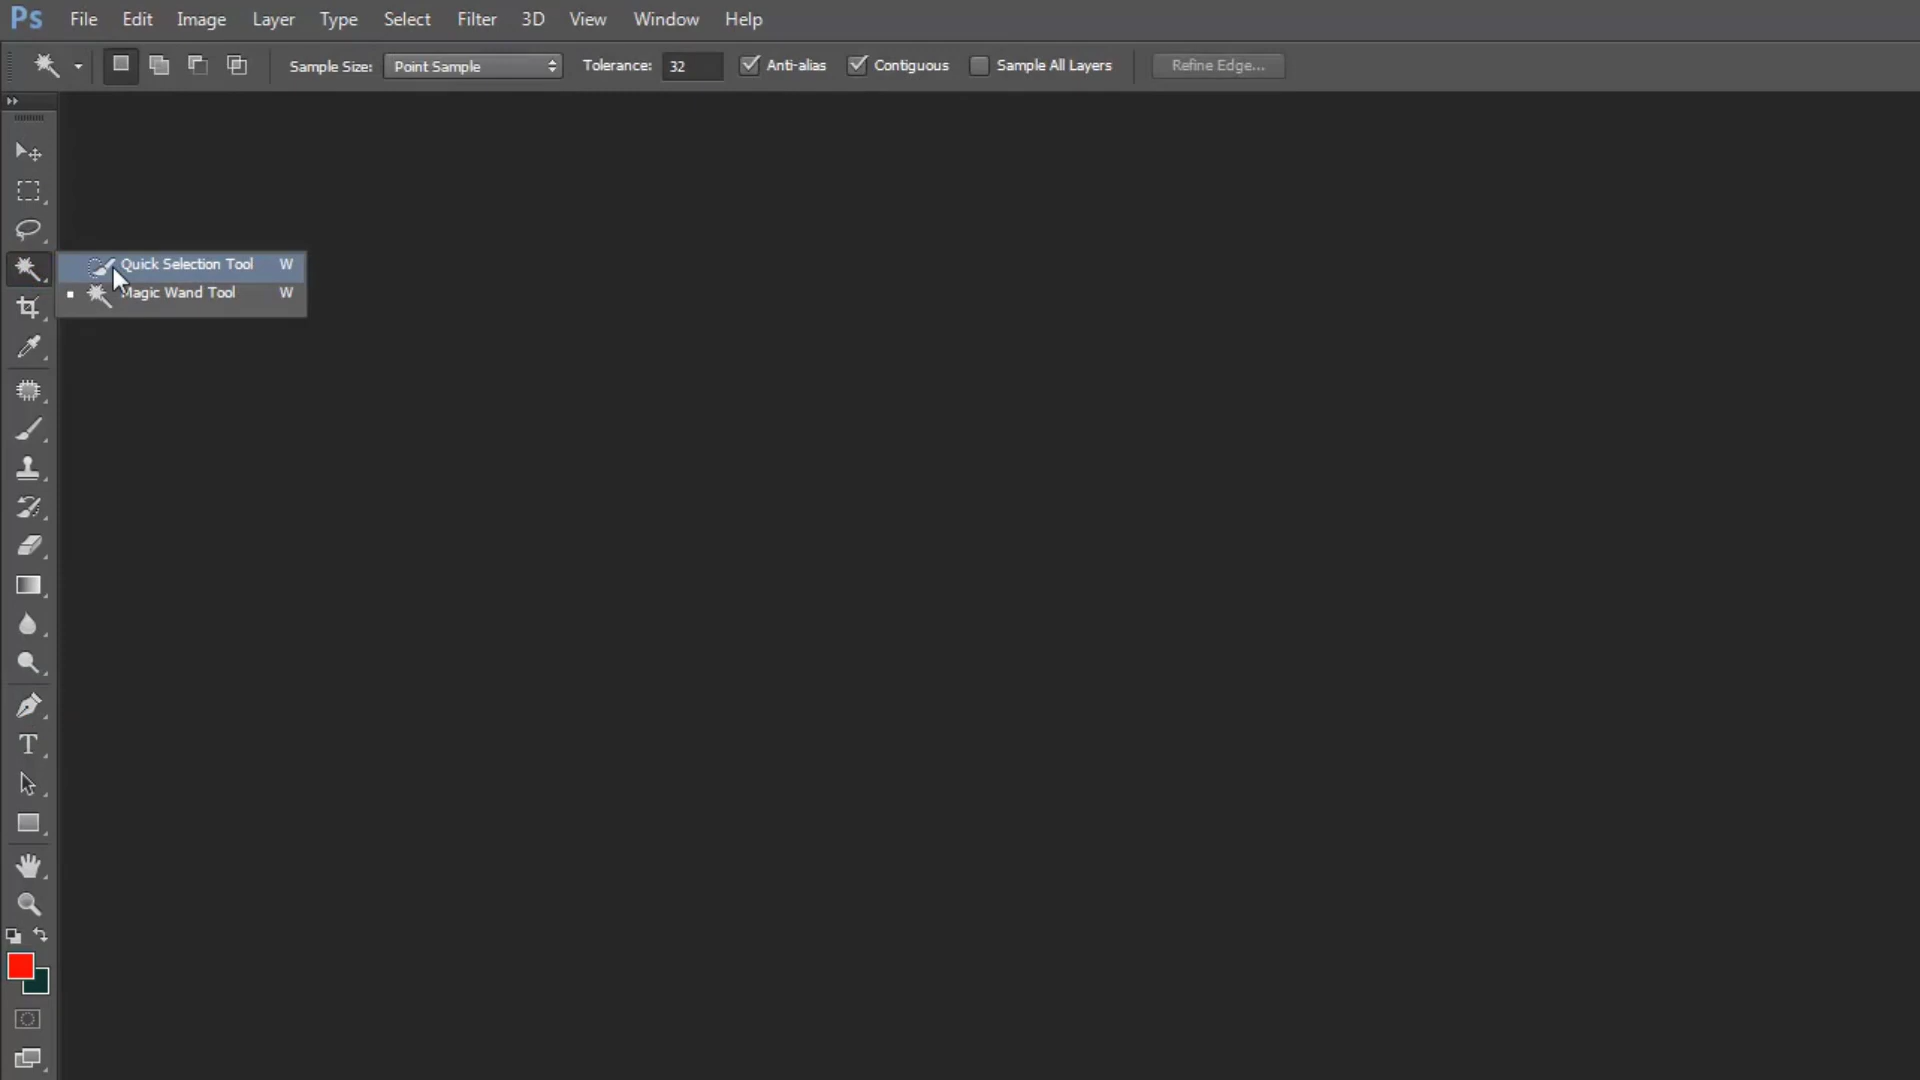 Ps File Edit Image Layer Type Select Filter 3D View Window Help
Sample Size: Point Sample Tolerance: 32 Anti-alias Contiguous Sample All Layers Refine Edge...
Quick Selection Tool W
Magic Wand Tool W
T